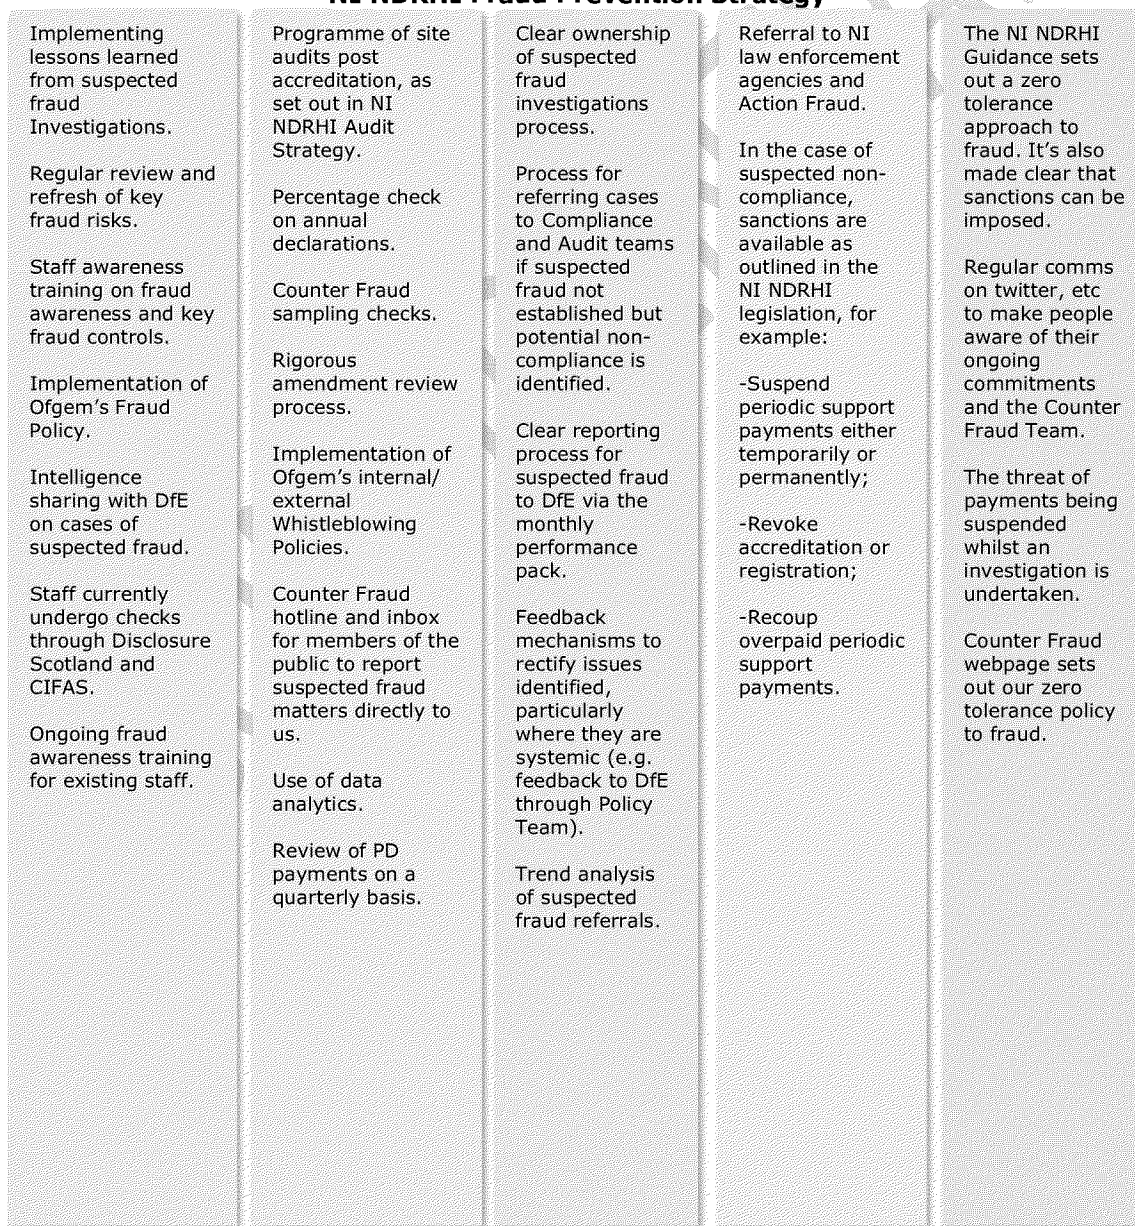 NI NDRHI Fraud Prevention Strategy
Implementing
lessons learned
from suspected
fraud
Investigations.
Regular review and
refresh of key
fraud risks.
Staff awareness
training on fraud
awareness and key
fraud controls.
Implementation of
Ofgem's Fraud
Policy.
Intelligence
sharing with DfE
on cases of
suspected fraud.
Staff currently
undergo checks
through Disclosure
Scotland and
CIFAS.
Ongoing fraud
awareness training
for existing staff.
Programme of site
audits post
accreditation, as
set out in NI
NDRHI Audit
Strategy.
Percentage check
on annual
declarations.
Counter Fraud
sampling checks.
Rigorous
amendment review
process.
Implementation of
Ofgem's internal/
external
Whistleblowing
Policies.
Counter Fraud
hotline and inbox
for members of the
public to report
suspected fraud
matters directly to
us.
Use of data
analytics.
Review of PD
payments on a
quarterly basis.
Clear ownership
of suspected
fraud
investigations
process.
Process for
referring cases
to Compliance
and Audit teams
if suspected
fraud not
established but
potential non-
compliance is
identified.
Clear reporting
process for
suspected fraud
to DfE via the
monthly
performance
pack.
Feedback
mechanisms to
rectify issues
identified,
particularly
where they are
systemic (e.g.
feedback to DfE
through Policy
Team).
Trend analysis
of suspected
fraud referrals.
Referral to NI
law enforcement
agencies and
Action Fraud.
In the case of
suspected non-
compliance,
sanctions are
available as
outlined in the
NI NDRHI
legislation, for
example:
-Suspend
periodic support
payments either
temporarily or
permanently;
-Revoke
accreditation or
registration;
-Recoup
overpaid periodic
support
payments.
The NI NDRHI
Guidance sets
out a zero
tolerance
approach to
fraud. It's also
made clear that
sanctions can be
imposed.
Regular comms
on twitter, etc
to make people
aware of their
ongoing
commitments
and the Counter
Fraud Team.
The threat of
payments being
suspended
whilst an
investigation is
undertaken.
Counter Fraud
webpage sets
out our zero
tolerance policy
to fraud.